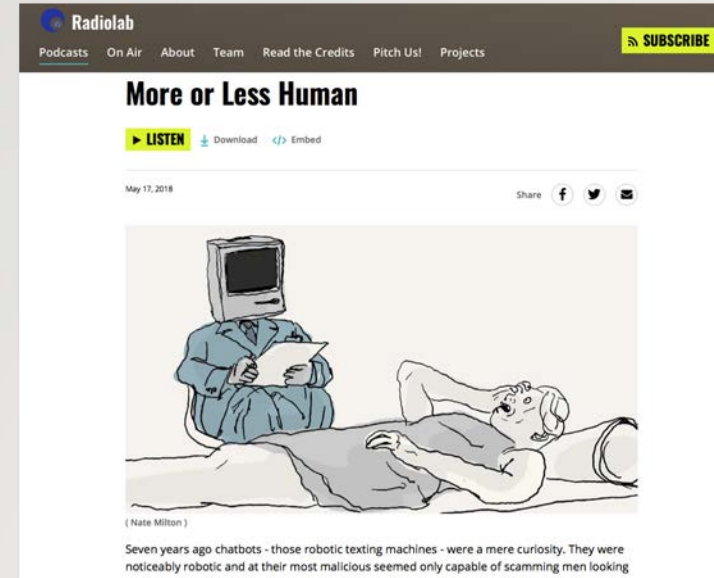 Radiolab
Podcasts On Air About Team Read the Credits Pitch Us! Projects
SUBSCRIBE
More or Less Human
LISTEN Download </> Embed
May 17, 2018
Share
( Nate Milton )
Seven years ago chatbots - those robotic texting machines - were a mere curiosity. They were
noticeably robotic and at their most malicious seemed only capable of scamming men looking